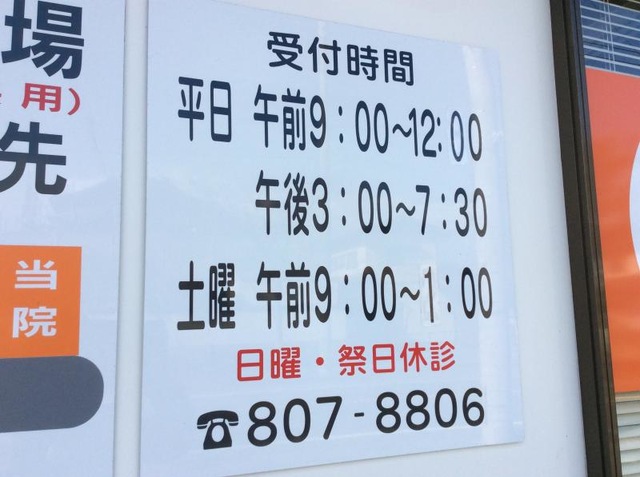 場
用)
先
当
院
受付時間
平日 午前9:00~12:00
午後3:00~7:30
土曜 午前9:00~1:00
日曜・祭日休診
☎807-8806